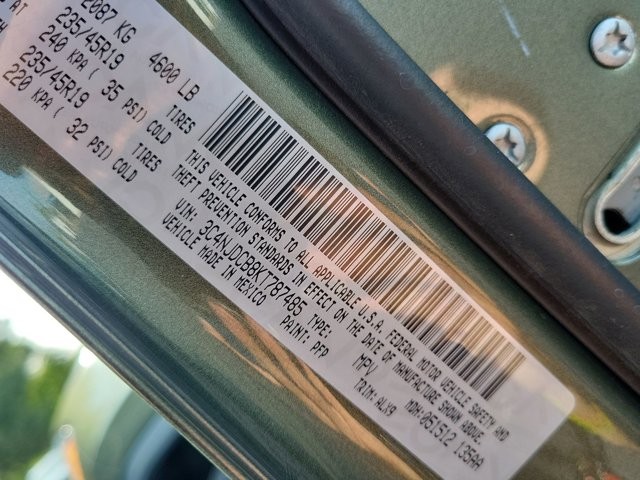 2087 KG 4600 LB
235/45R19 TIRES
240 KPA ( 35 PSI) COLD
235/45R19 TIRES
220 KPA ( 32 PSI) COLD
THIS VEHICLE CONFORMS TO ALL APPLICABLE U.S.A. FEDERAL MOTOR VEHICLE SAFETY AND
THEFT PREVENTION STANDARDS IN EFFECT ON THE DATE OF MANUFACTURE SHOWN ABOVE.
VIN: 3C4NJDCB8KT787485 TYPE: MPV MDH:051512 135AA
VEHICLE MADE IN MEXICO PAINT: PFP TRIM: ALX9